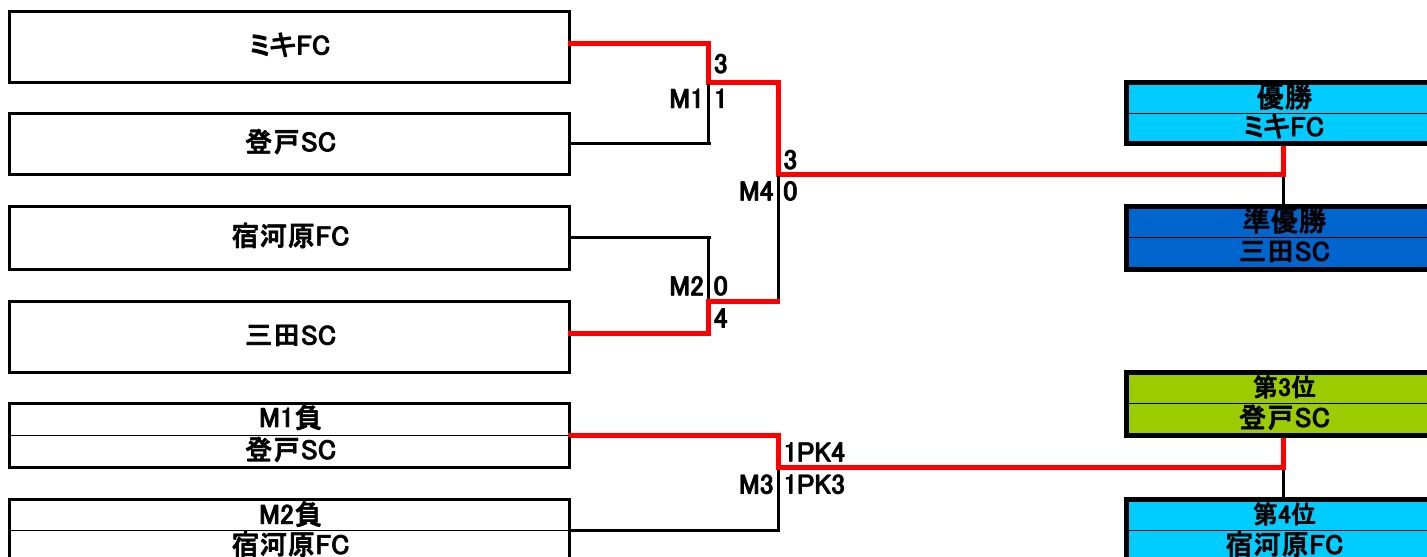 ミキFC
3
M1 1
登戸SC
優勝
ミキFC
3
M4 0
宿河原FC
準優勝
三田SC
M2 0
4
三田SC
M1負
登戸SC
第3位
登戸SC
1PK4
M3 1PK3
M2負
宿河原FC
第4位
宿河原FC